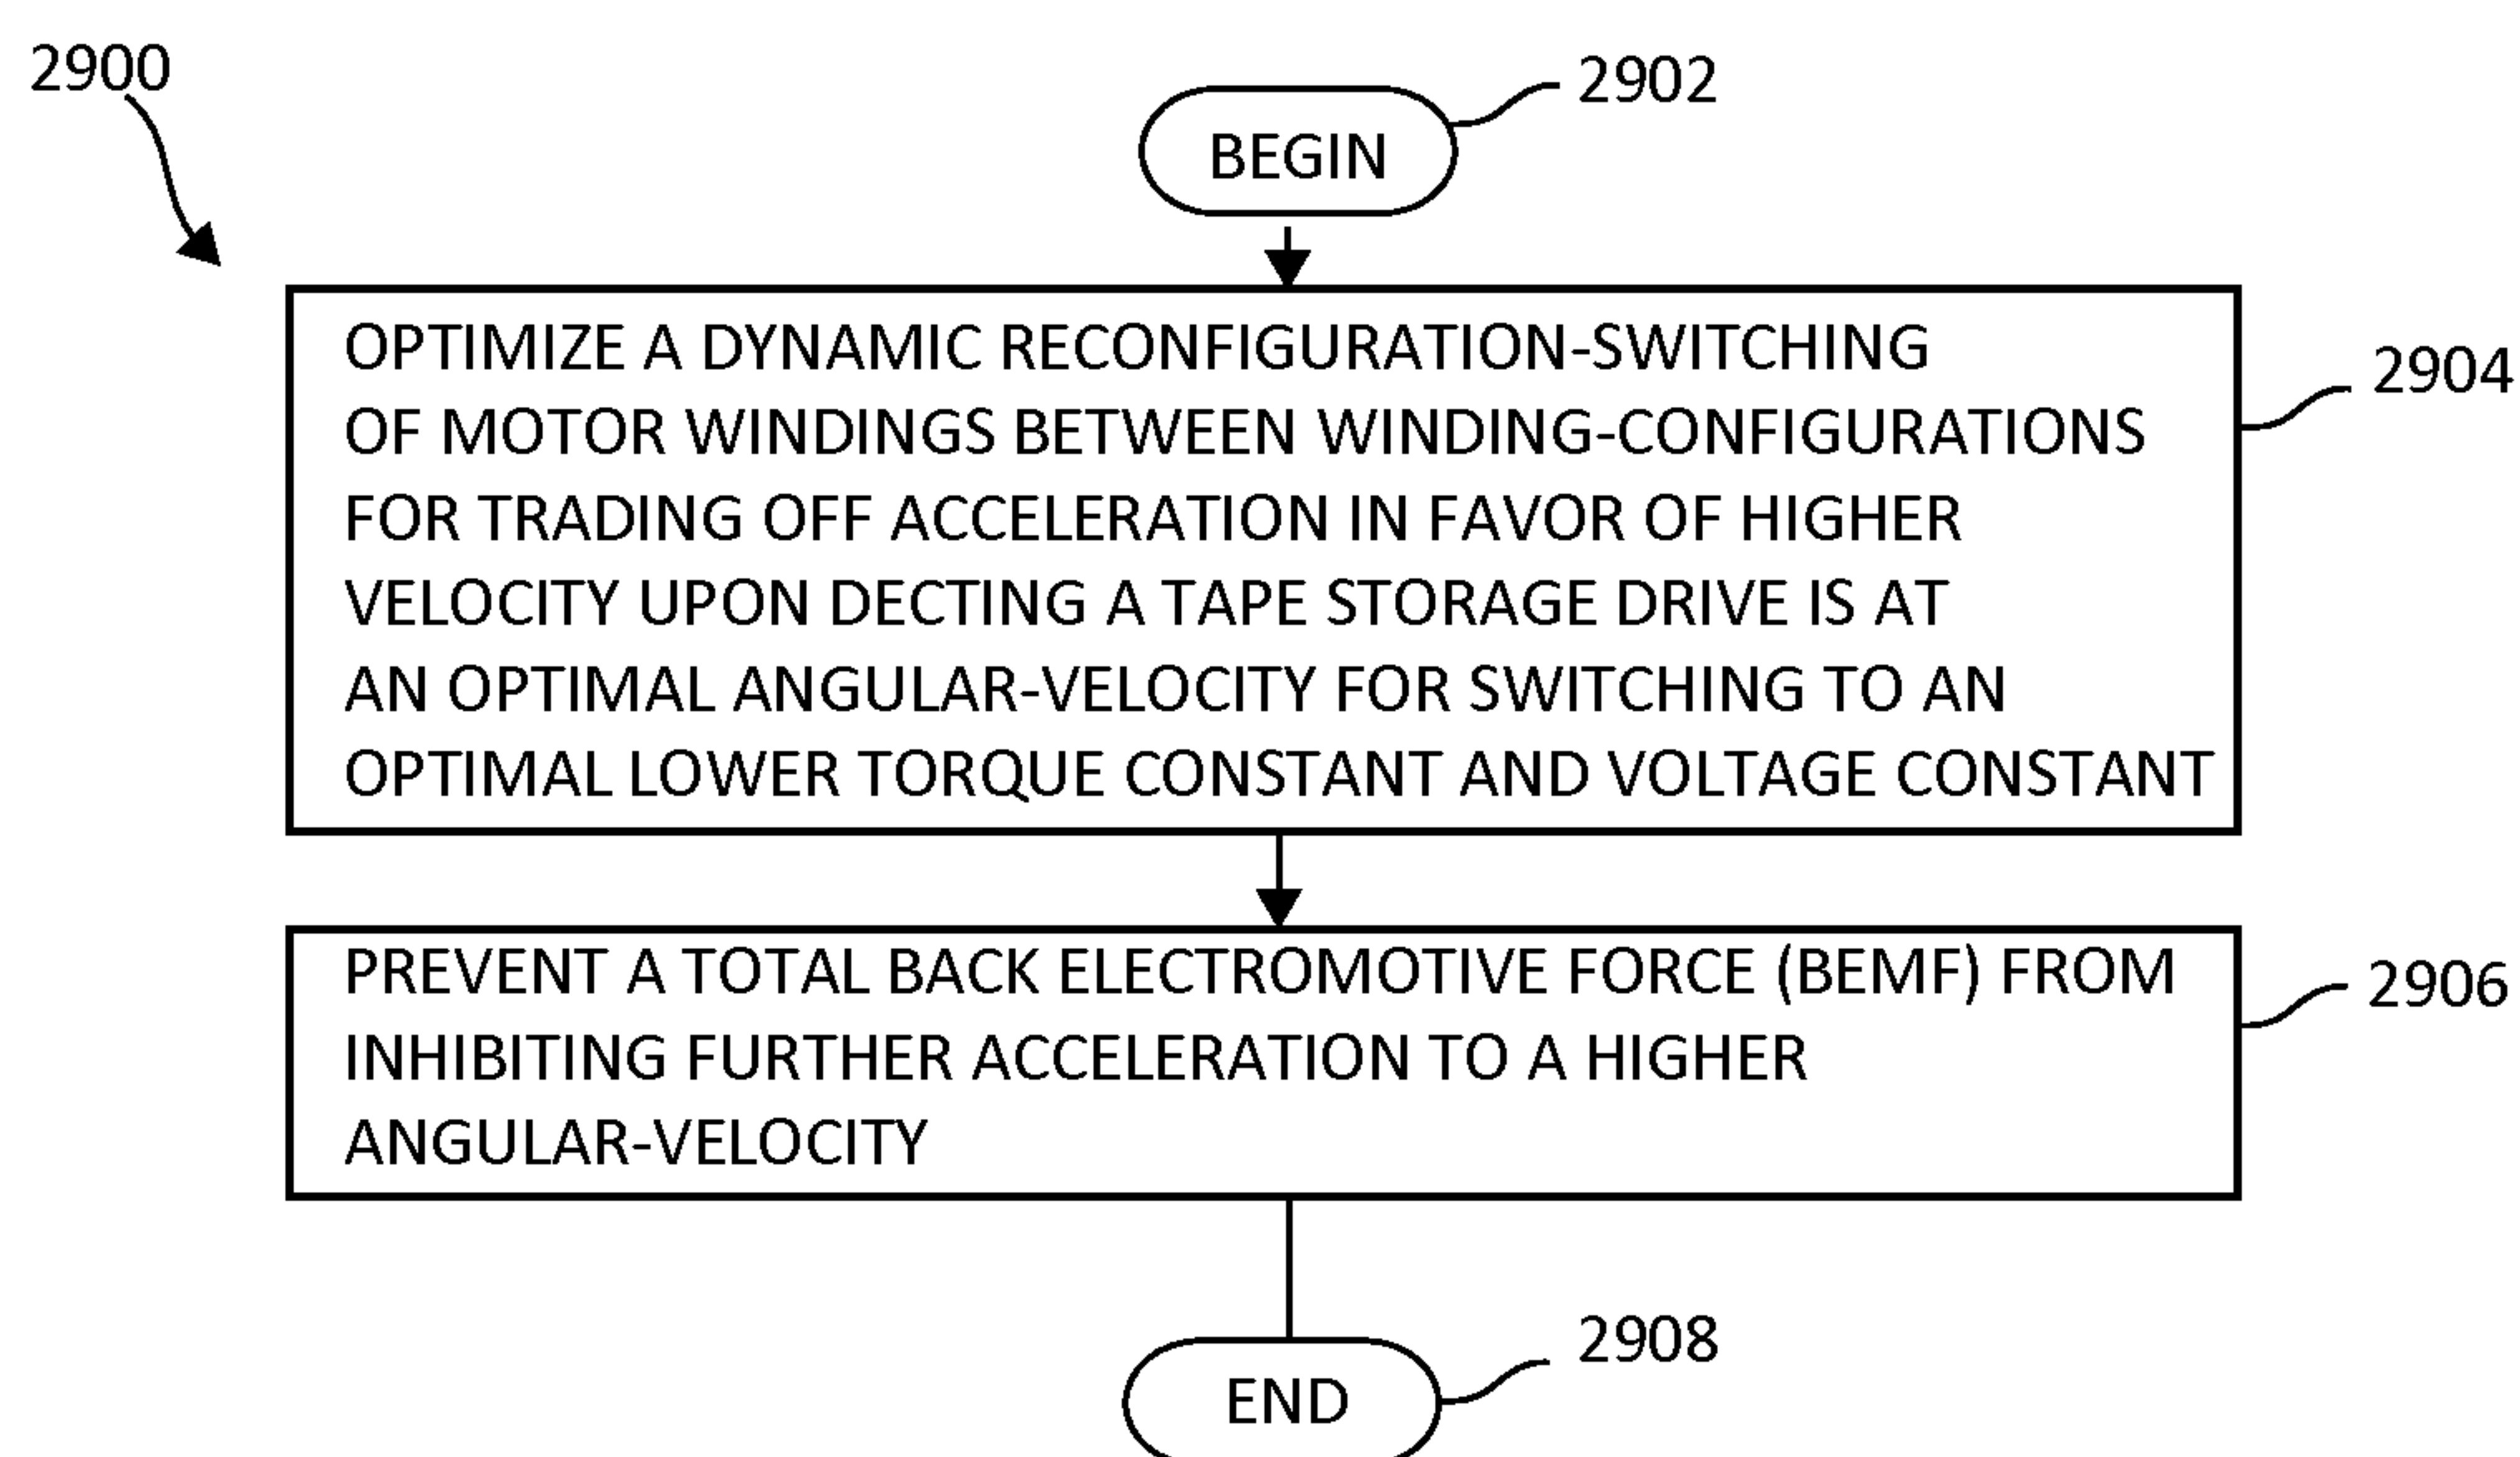 2900
2902
BEGIN
OPTIMIZE A DYNAMIC RECONFIGURATION-SWITCHING
OF MOTOR WINDINGS BETWEEN WINDING-CONFIGURATIONS
FOR TRADING OFF ACCELERATION IN FAVOR OF HIGHER
VELOCITY UPON DECTING A TAPE STORAGE DRIVE IS AT
AN OPTIMAL ANGULAR-VELOCITY FOR SWITCHING TO AN
OPTIMAL LOWER TORQUE CONSTANT AND VOLTAGE CONSTANT
2904
PREVENT A TOTAL BACK ELECTROMOTIVE FORCE (BEMF) FROM
INHIBITING FURTHER ACCELERATION TO A HIGHER
ANGULAR-VELOCITY
2906
2908
END